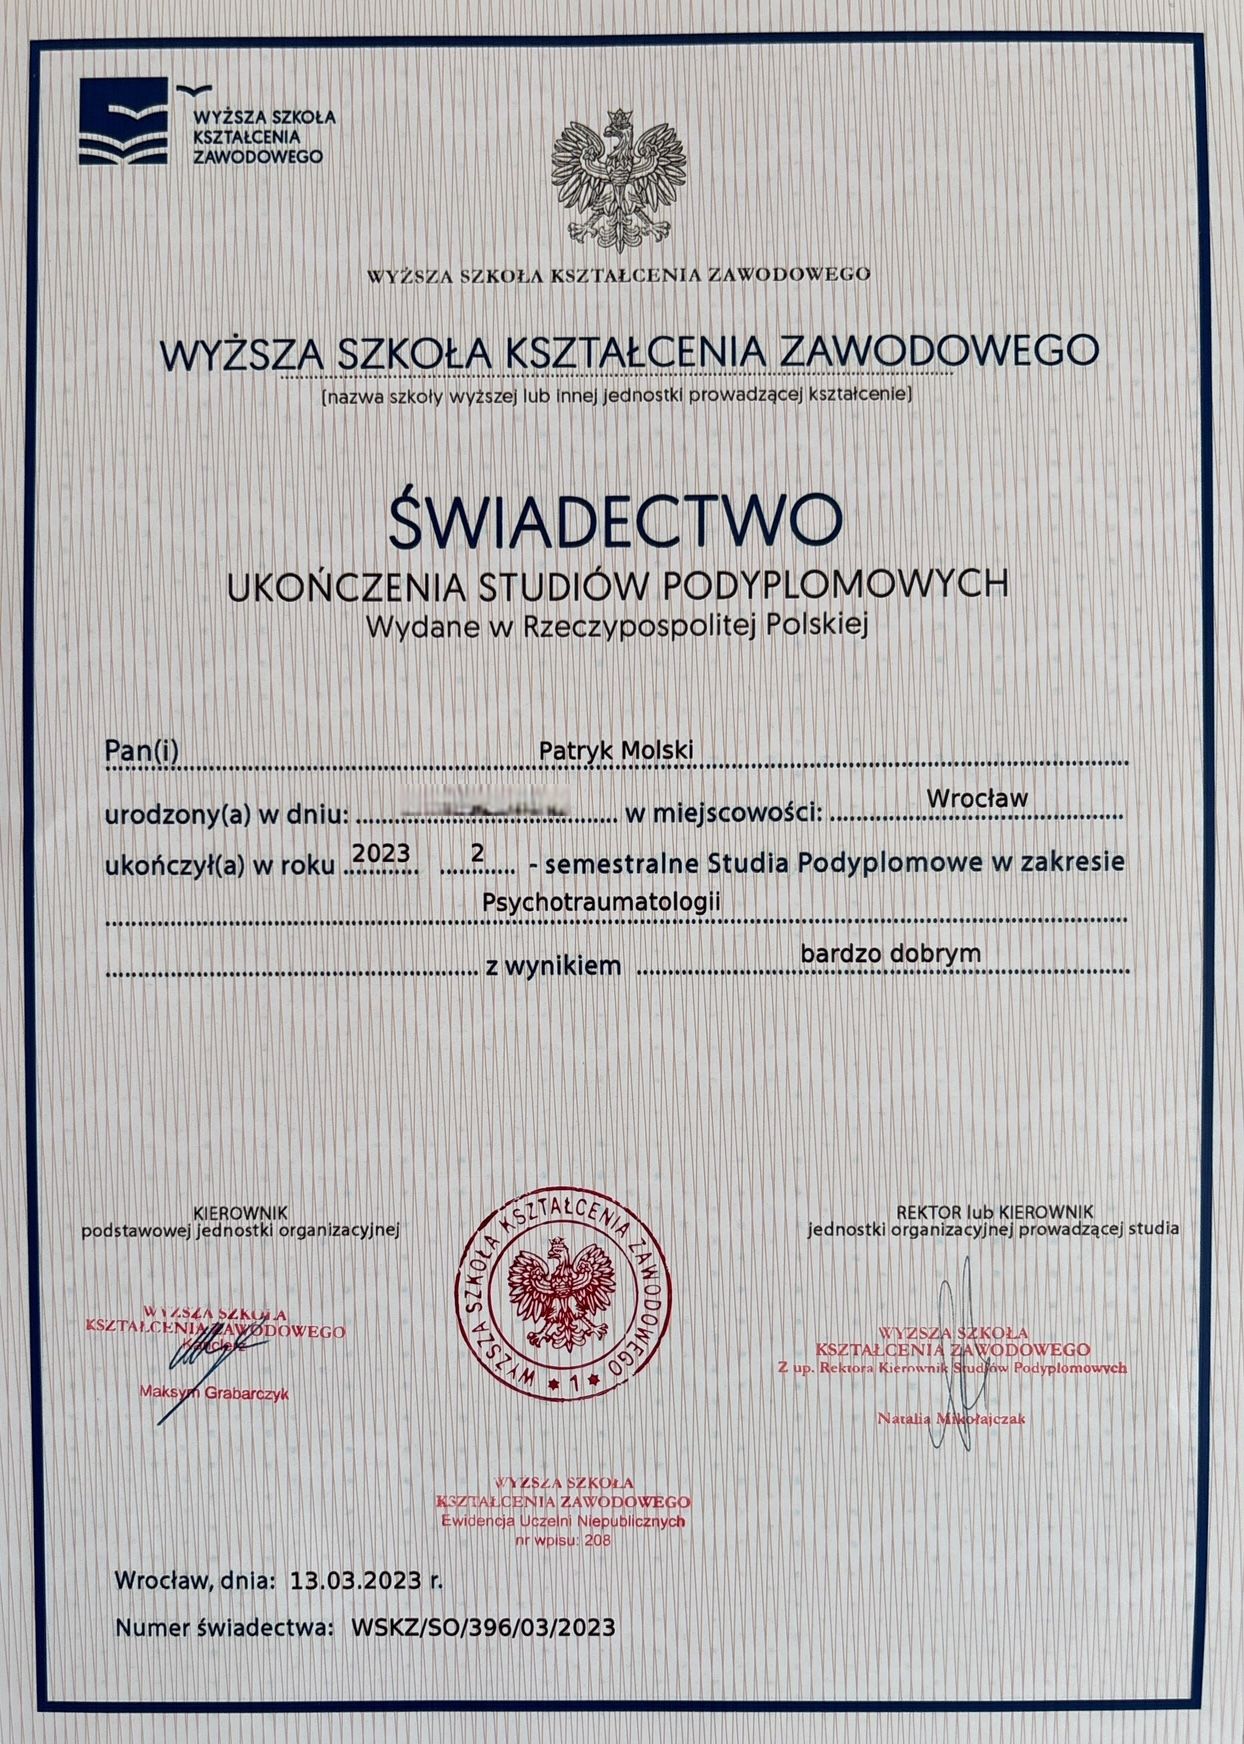 WYŻSZA SZKOŁA
KSZTAŁCENIA
ZAWODOWEGO
WYŻSZA SZKOŁA KSZTAŁCENIA ZAWODOWEGO
WYŻSZA SZKOŁA KSZTAŁCENIA ZAWODOWEGO
(nazwa szkoły wyższej lub innej jednostki prowadzącej kształcenie)
ŚWIADECTWO
UKOŃCZENIA STUDIÓW PODYPLOMOWYCH
Wydane w Rzeczypospolitej Polskiej
Pan(i) Patryk Molski
urodzony(a) w dniu: w miejscowości: Wrocław
ukończył(a) w roku 2023 2 - semestralne Studia Podyplomowe w zakresie
Psychotraumatologii
z wynikiem bardzo dobrym
KIEROWNIK
podstawowej jednostki organizacyjnej
REKTOR lub KIEROWNIK
jednostki organizacyjnej prowadzącej studia
WYŻSZA SZKOŁA KSZTAŁCENIA ZAWODOWEGO
* 1 *
WYŻSZA SZKOŁA
KSZTAŁCENIA ZAWODOWEGO
Kanclerz
Maksym Grabarczyk
WYŻSZA SZKOŁA
KSZTAŁCENIA ZAWODOWEGO
Z up. Rektora Kierownik Studiów Podyplomowych
Natalia Mikołajczak
WYŻSZA SZKOŁA
KSZTAŁCENIA ZAWODOWEGO
Ewidencja Uczelni Niepublicznych
nr wpisu: 208
Wrocław, dnia: 13.03.2023 r.
Numer świadectwa: WSKZ/SO/396/03/2023